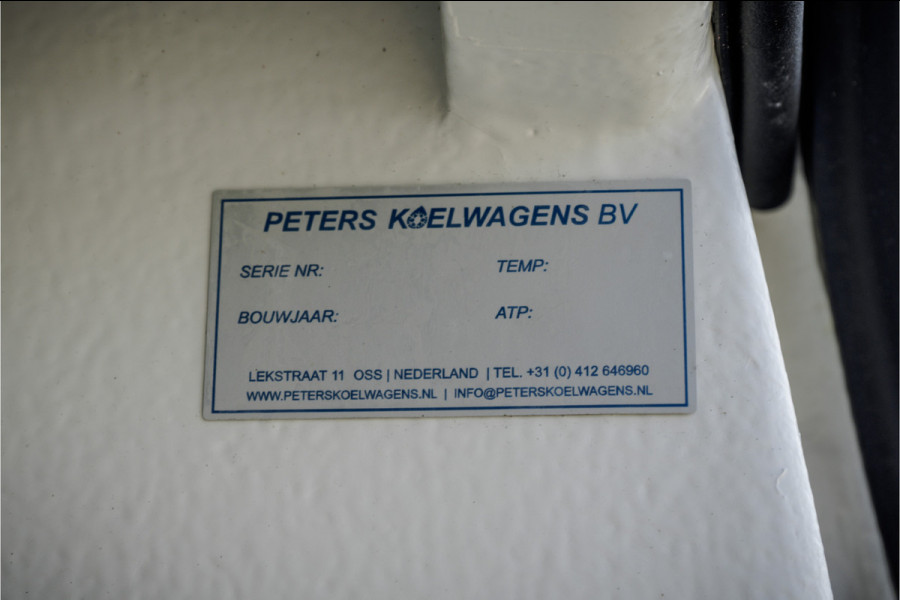 PETERS KOELWAGENS BV
SERIE NR: TEMP:
BOUWJAAR: ATP:
LEKSTRAAT 11 OSS | NEDERLAND | TEL. +31 (0) 412 646960
WWW.PETERSKOELWAGENS.NL | INFO@PETERSKOELWAGENS.NL